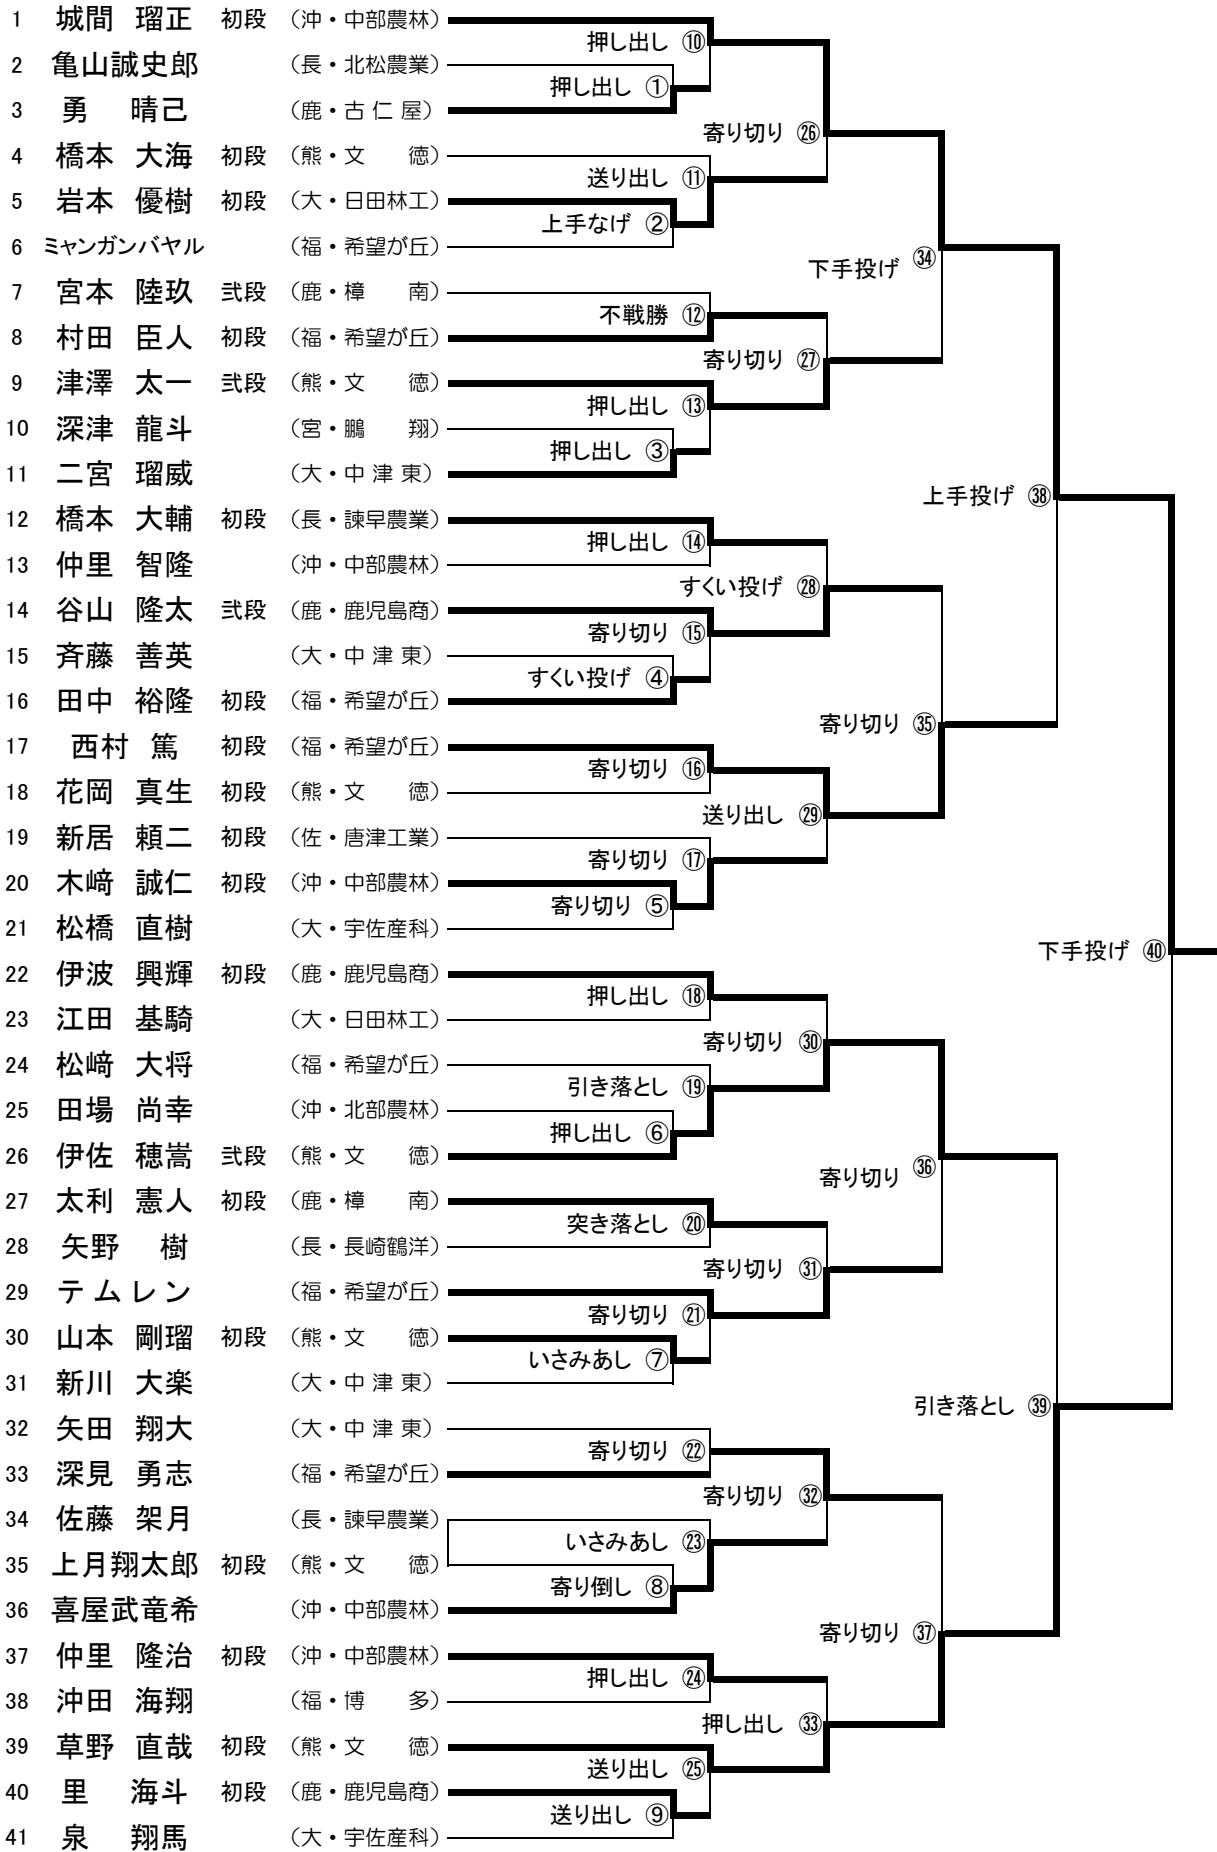 1 城間 瑠正 初段 （沖・中部農林）
押し出し ⑩
2 亀山誠史郎 （長・北松農業）
押し出し ①
3 勇 晴己 （鹿・古仁屋）
寄り切り ㉖
4 橋本 大海 初段 （熊・文 徳）
送り出し ⑪
5 岩本 優樹 初段 （大・日田林工）
上手なげ ②
6 ミャンガンバヤル （福・希望が丘）
下手投げ ㉞
7 宮本 陸玖 弐段 （鹿・樟 南）
不戦勝 ⑫
8 村田 臣人 初段 （福・希望が丘）
寄り切り ㉗
9 津澤 太一 弐段 （熊・文 徳）
押し出し ⑬
10 深津 龍斗 （宮・鵬 翔）
押し出し ③
11 二宮 瑠威 （大・中津東）
上手投げ ㊳
12 橋本 大輔 初段 （長・諫早農業）
押し出し ⑭
13 仲里 智隆 （沖・中部農林）
すくい投げ ㉘
14 谷山 隆太 弐段 （鹿・鹿児島商）
寄り切り ⑮
15 斉藤 善英 （大・中津東）
すくい投げ ④
16 田中 裕隆 初段 （福・希望が丘）
寄り切り ㉟
17 西村 篤 初段 （福・希望が丘）
寄り切り ⑯
18 花岡 真生 初段 （熊・文 徳）
送り出し ㉙
19 新居 頼二 初段 （佐・唐津工業）
寄り切り ⑰
20 木﨑 誠仁 初段 （沖・中部農林）
寄り切り ⑤
21 松橋 直樹 （大・宇佐産科）
下手投げ ㊵
22 伊波 興輝 初段 （鹿・鹿児島商）
押し出し ⑱
23 江田 基騎 （大・日田林工）
寄り切り ㉚
24 松﨑 大将 （福・希望が丘）
引き落とし ⑲
25 田場 尚幸 （沖・北部農林）
押し出し ⑥
26 伊佐 穂嵩 弐段 （熊・文 徳）
寄り切り ㊱
27 太利 憲人 初段 （鹿・樟 南）
突き落とし ⑳
28 矢野 樹 （長・長崎鶴洋）
寄り切り ㉛
29 テムレン （福・希望が丘）
寄り切り ㉑
30 山本 剛瑠 初段 （熊・文 徳）
いさみあし ⑦
31 新川 大楽 （大・中津東）
引き落とし ㊴
32 矢田 翔大 （大・中津東）
寄り切り ㉒
33 深見 勇志 （福・希望が丘）
寄り切り ㉜
34 佐藤 架月 （長・諫早農業）
いさみあし ㉓
35 上月翔太郎 初段 （熊・文 徳）
寄り倒し ⑧
36 喜屋武竜希 （沖・中部農林）
寄り切り ㊲
37 仲里 隆治 初段 （沖・中部農林）
押し出し ㉔
38 沖田 海翔 （福・博 多）
押し出し ㉝
39 草野 直哉 初段 （熊・文 徳）
送り出し ㉕
40 里 海斗 初段 （鹿・鹿児島商）
送り出し ⑨
41 泉 翔馬 （大・宇佐産科）